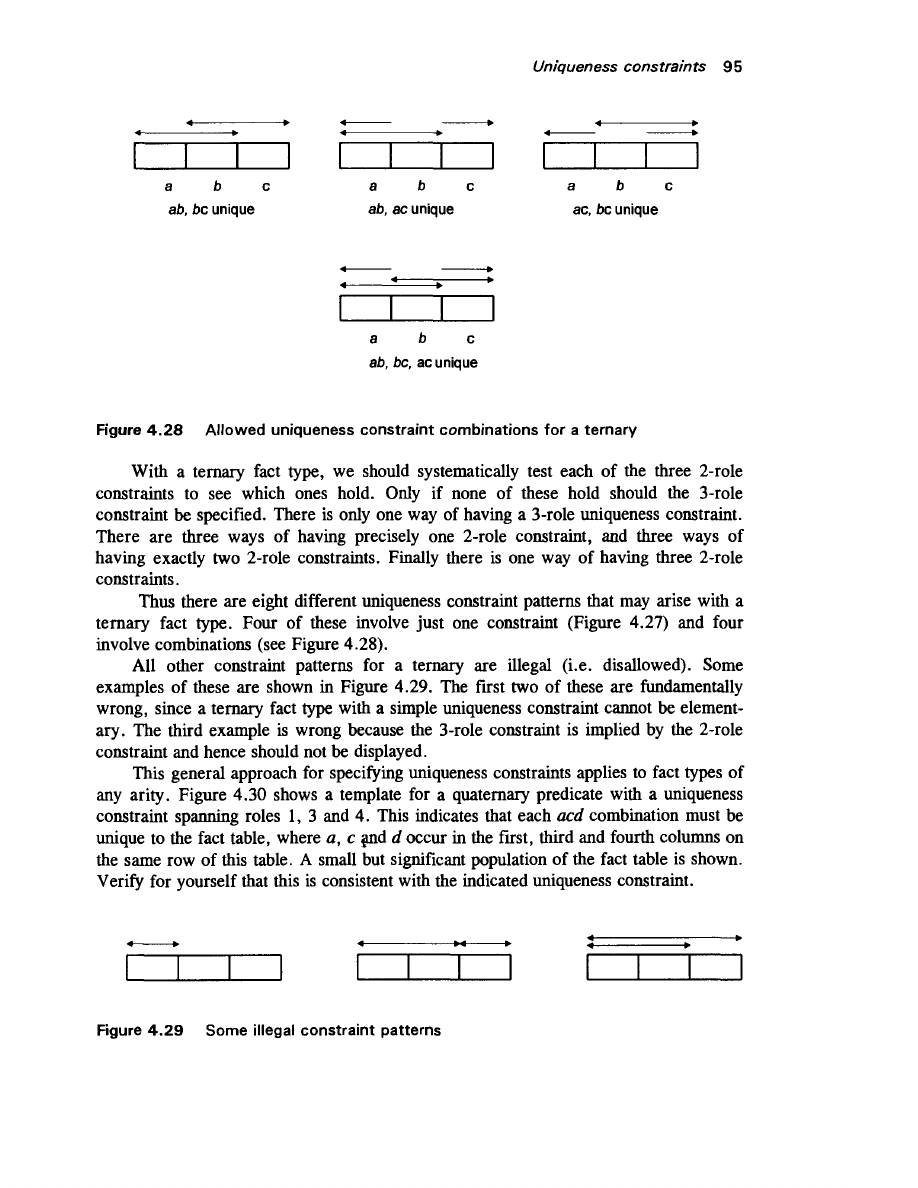 Uniqueness constraints 95
a b c a b c a b c
ab, bc unique ab, ac unique ac, bc unique
a b c
ab, bc, ac unique
Figure 4.28 Allowed uniqueness constraint combinations for a ternary
With a ternary fact type, we should systematically test each of the three 2-role
constraints to see which ones hold. Only if none of these hold should the 3-role
constraint be specified. There is only one way of having a 3-role uniqueness constraint.
There are three ways of having precisely one 2-role constraint, and three ways of
having exactly two 2-role constraints. Finally there is one way of having three 2-role
constraints.
Thus there are eight different uniqueness constraint patterns that may arise with a
ternary fact type. Four of these involve just one constraint (Figure 4.27) and four
involve combinations (see Figure 4.28).
All other constraint patterns for a ternary are illegal (i.e. disallowed). Some
examples of these are shown in Figure 4.29. The first two of these are fundamentally
wrong, since a ternary fact type with a simple uniqueness constraint cannot be element-
ary. The third example is wrong because the 3-role constraint is implied by the 2-role
constraint and hence should not be displayed.
This general approach for specifying uniqueness constraints applies to fact types of
any arity. Figure 4.30 shows a template for a quaternary predicate with a uniqueness
constraint spanning roles 1, 3 and 4. This indicates that each acd combination must be
unique to the fact table, where a, c and d occur in the first, third and fourth columns on
the same row of this table. A small but significant population of the fact table is shown.
Verify for yourself that this is consistent with the indicated uniqueness constraint.
Figure 4.29 Some illegal constraint patterns